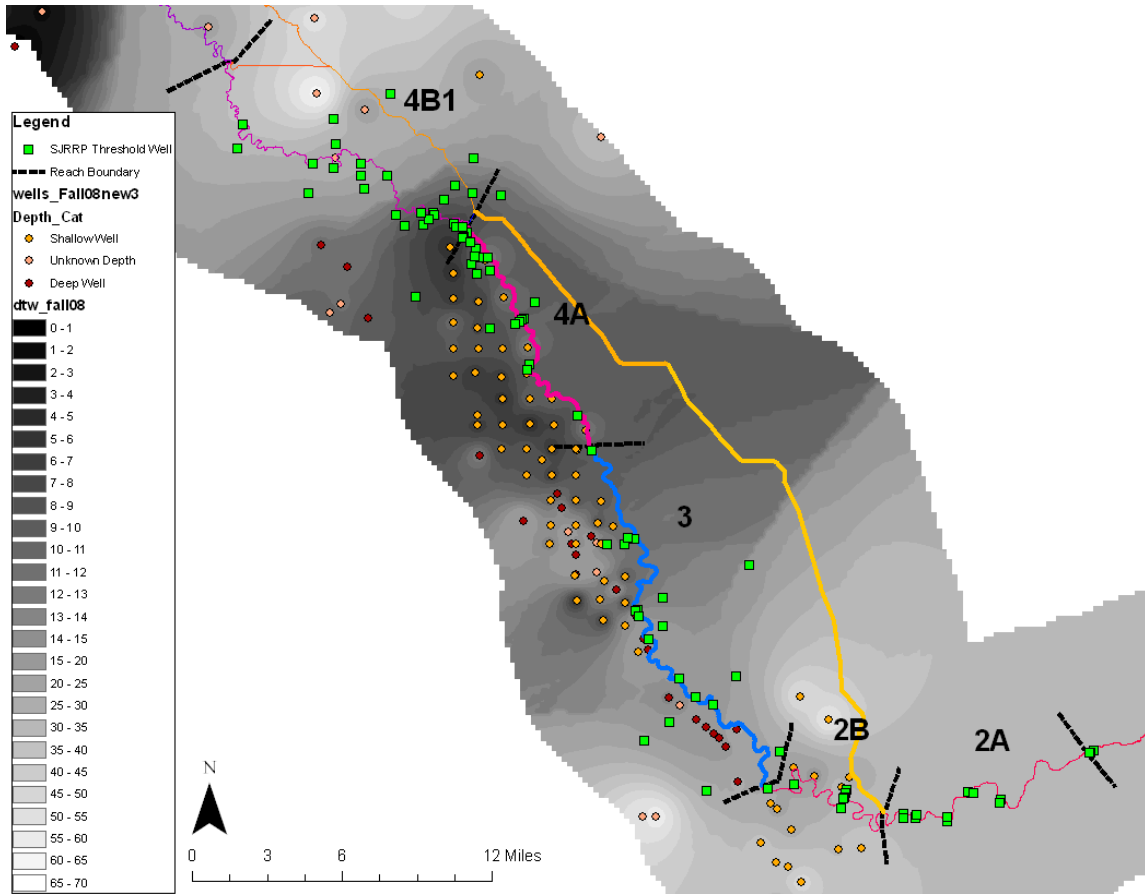 4B1
Legend
SJRRP Threshold Well
Reach Boundary
wells_Fall08new3
Depth_Cat
Shallow Well
Unknown Depth
Deep Well
dtw_fall08
0 - 1
1 - 2
2 - 3
3 - 4
4 - 5
5 - 6
6 - 7
7 - 8
8 - 9
9 - 10
10 - 11
11 - 12
12 - 13
13 - 14
14 - 15
15 - 20
20 - 25
25 - 30
30 - 35
35 - 40
40 - 45
45 - 50
50 - 55
55 - 60
60 - 65
65 - 70
4A
3
2B
2A
N
0 3 6 12 Miles